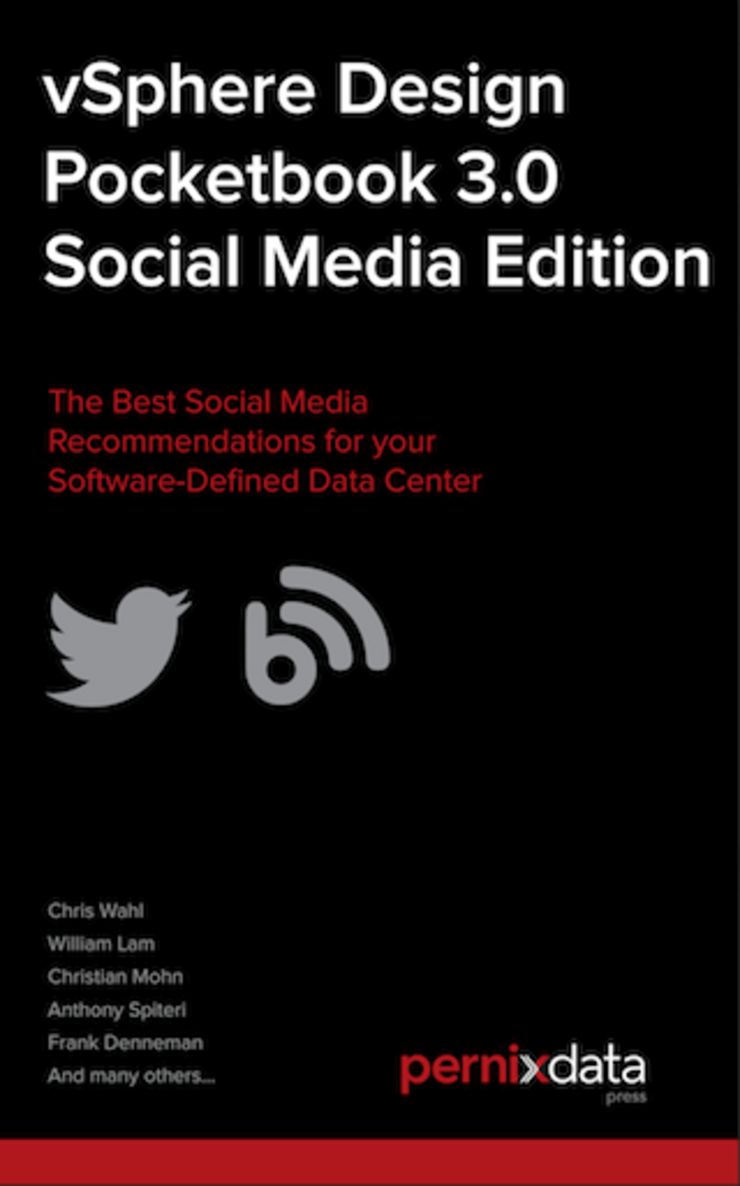 vSphere Design
Pocketbook 3.0
Social Media Edition
The Best Social Media
Recommendations for your
Software-Defined Data Center
Chris Wahl
William Lam
Christian Mohn
Anthony Spiteri
Frank Denneman
And many others...
pernixdata
press